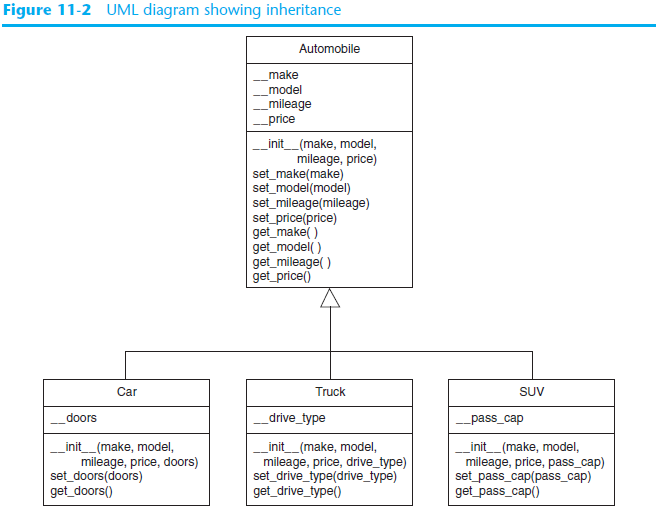 Figure 11-2 UML diagram showing inheritance
Automobile
__make
__model
__mileage
__price
__init__(make, model,
mileage, price)
set_make(make)
set_model(model)
set_mileage(mileage)
set_price(price)
get_make( )
get_model( )
get_mileage( )
get_price()
Car
__doors
__init__(make, model,
mileage, price, doors)
set_doors(doors)
get_doors()
Truck
__drive_type
__init__(make, model,
mileage, price, drive_type)
set_drive_type(drive_type)
get_drive_type()
SUV
__pass_cap
__init__(make, model,
mileage, price, pass_cap)
set_pass_cap(pass_cap)
get_pass_cap()